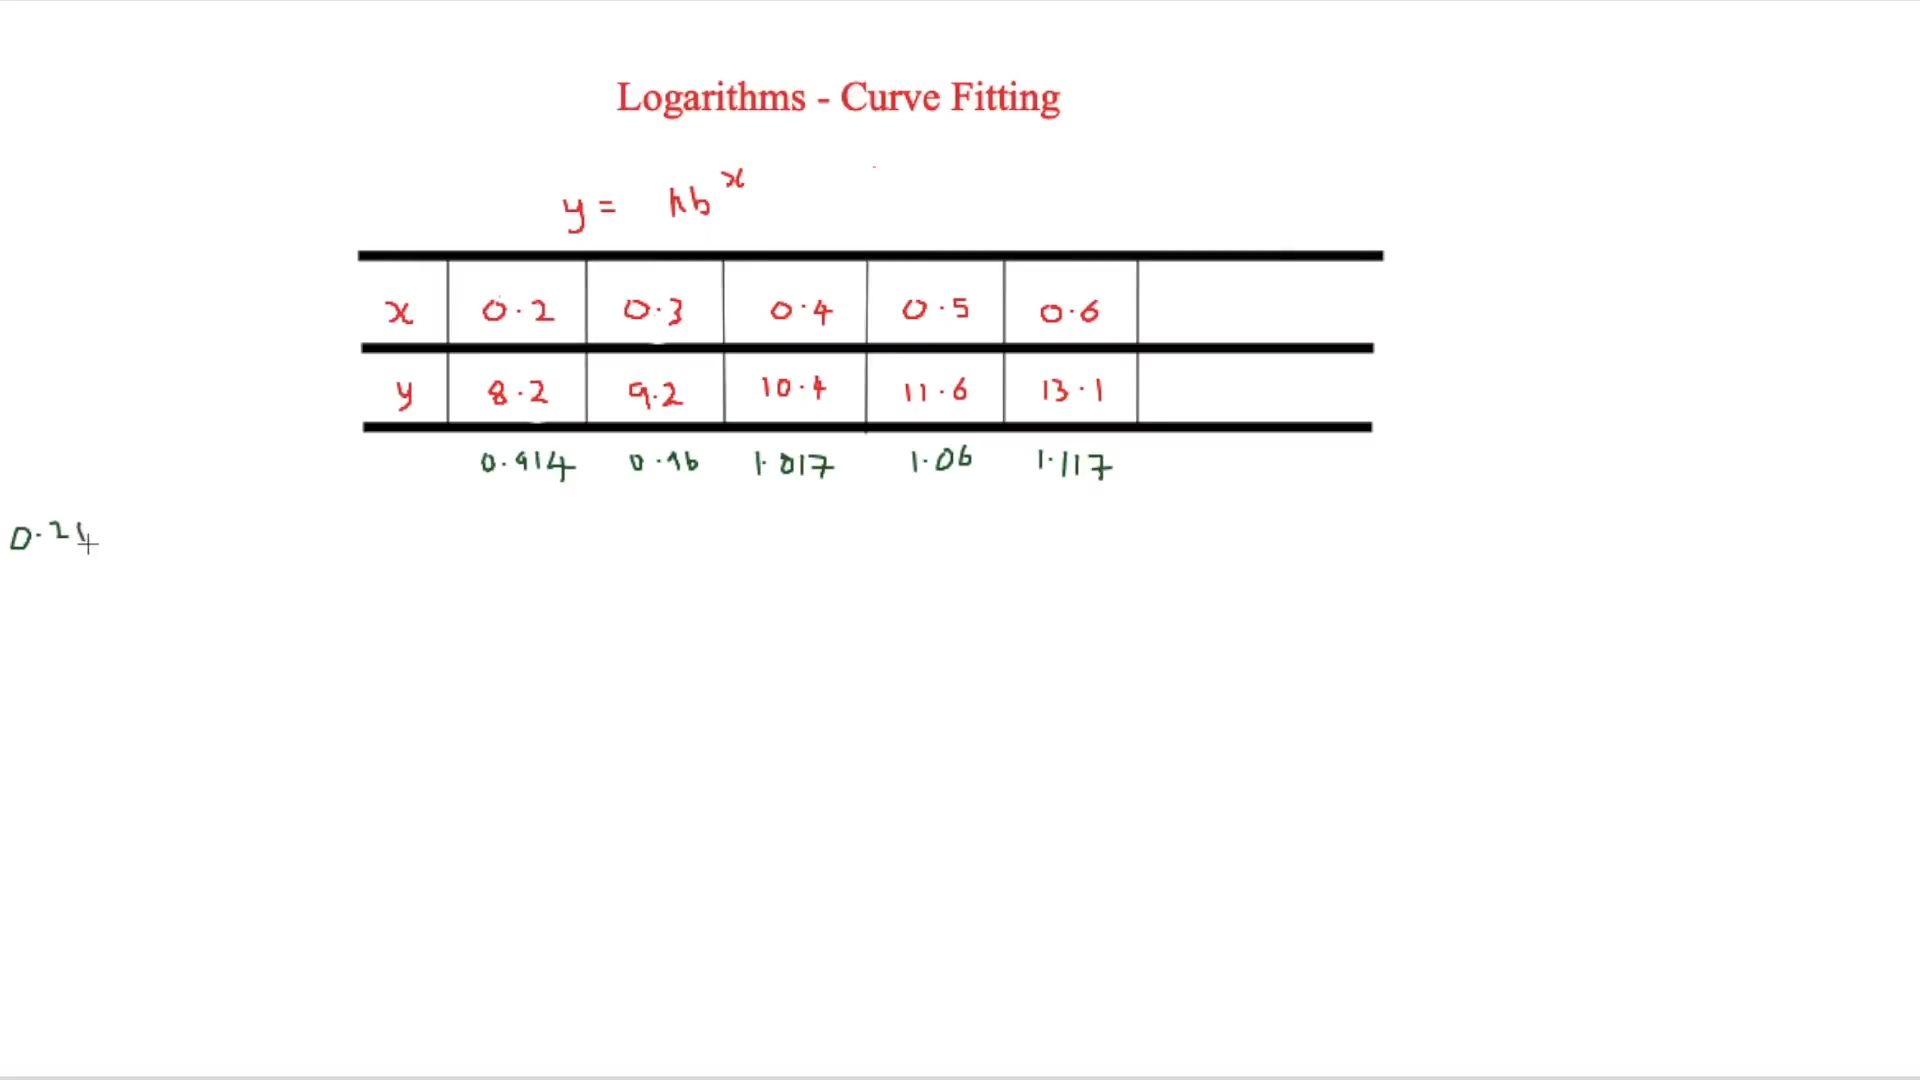 Logarithms - Curve Fitting
y = kb^x
x 0.2 0.3 0.4 0.5 0.6
y 8.2 9.2 10.4 11.6 13.1
0.914 0.96 1.017 1.06 1.117
0.24